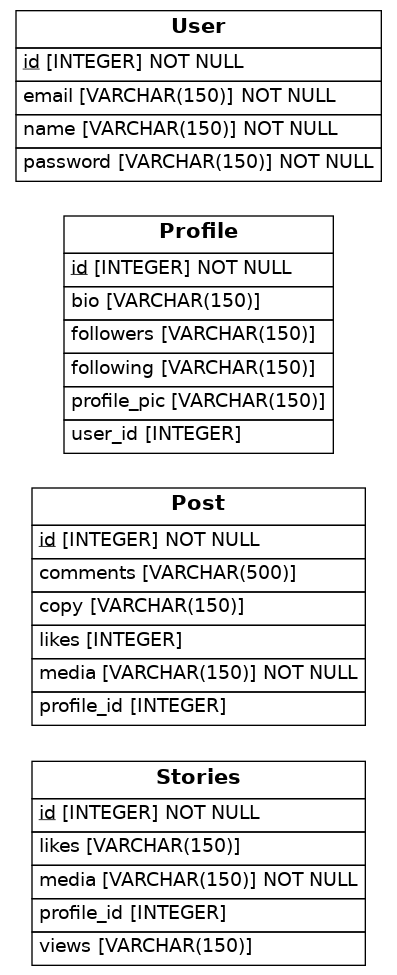 User
id [INTEGER] NOT NULL
email [VARCHAR(150)] NOT NULL
name [VARCHAR(150)] NOT NULL
password [VARCHAR(150)] NOT NULL
Profile
id [INTEGER] NOT NULL
bio [VARCHAR(150)]
followers [VARCHAR(150)]
following [VARCHAR(150)]
profile_pic [VARCHAR(150)]
user_id [INTEGER]
Post
id [INTEGER] NOT NULL
comments [VARCHAR(500)]
copy [VARCHAR(150)]
likes [INTEGER]
media [VARCHAR(150)] NOT NULL
profile_id [INTEGER]
Stories
id [INTEGER] NOT NULL
likes [VARCHAR(150)]
media [VARCHAR(150)] NOT NULL
profile_id [INTEGER]
views [VARCHAR(150)]